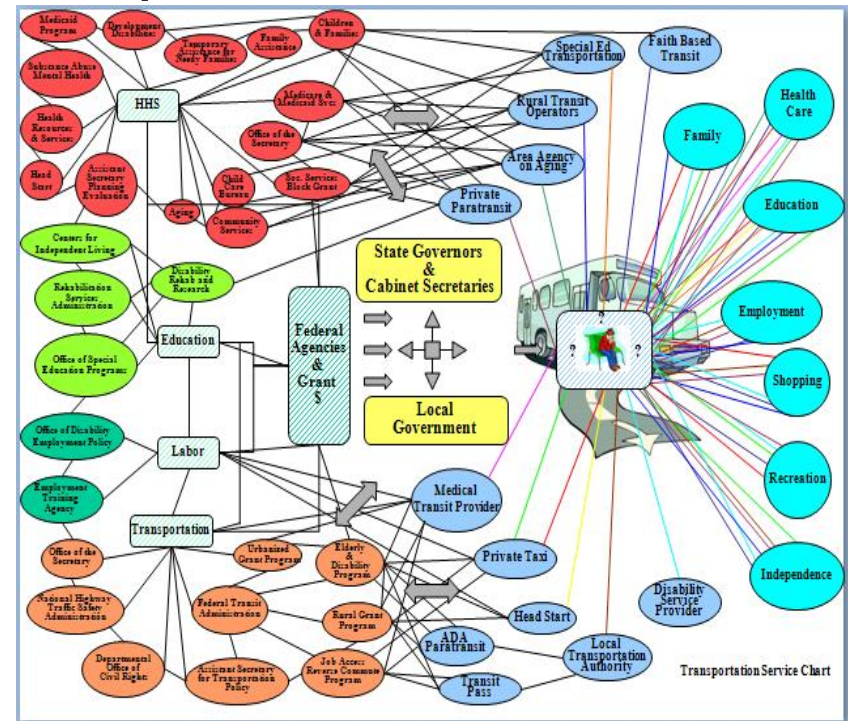 Medicaid
Program
Development
Disabilities
Temporary
Assistance for
Needy Families
Family
Assistance
Children
& Families
Special Ed
Transportation
Faith Based
Transit
Substance Abuse
Mental Health
HHS
Medicare &
Medicaid Svcs
Rural Transit
Operators
Health
Care
Family
Health
Resources
& Services
Office of the
Secretary
Area Agency
on Aging
Head
Start
Assistant
Secretary
Planning
Evaluation
Child
Care
Bureau
Soc. Services
Block Grant
Private
Paratransit
Education
Aging
Community
Services
Centers for
Independent Living
State Governors
&
Cabinet Secretaries
Disability
Rehab and
Research
Rehabilitation
Services
Administration
Federal
Agencies
&
Grant
$
Education
Employment
?
?
?
Office of Special
Education Programs
Shopping
Local
Government
Office of Disability
Employment Policy
Labor
Recreation
Employment
Training
Agency
Medical
Transit Provider
Transportation
Office of the
Secretary
Urbanized
Grant Program
Elderly
&
Disability
Program
Private Taxi
Independence
National Highway
Traffic Safety
Administration
Federal Transit
Administration
Rural Grant
Program
Head Start
Disability
Service
Provider
ADA
Paratransit
Local
Transportation
Authority
Departmental
Office of
Civil Rights
Assistant Secretary
for Transportation
Policy
Job Access
Reverse Commute
Program
Transit
Pass
Transportation Service Chart